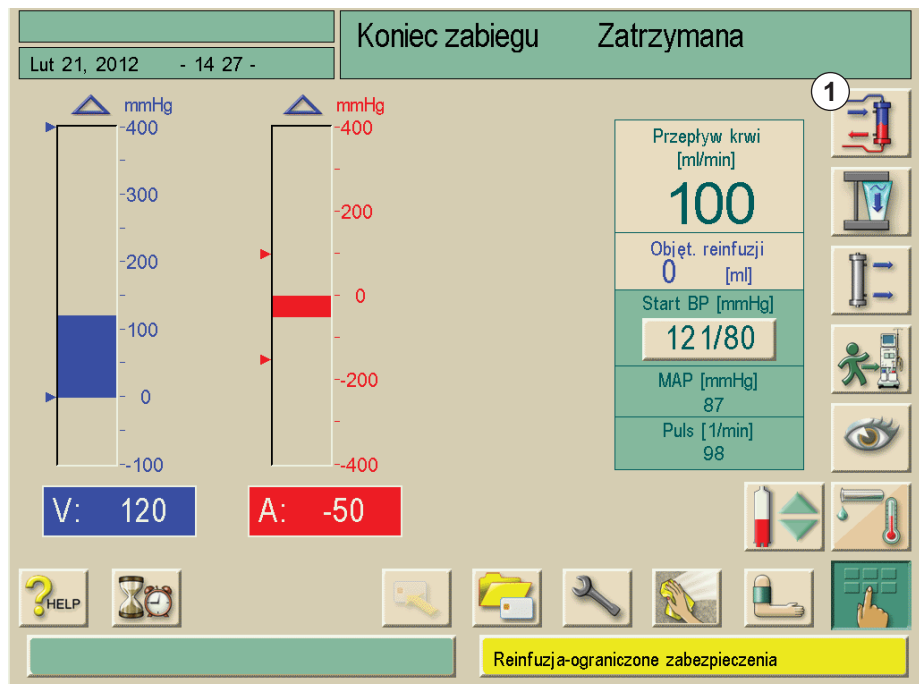 Koniec zabiegu Zatrzymana
Lut 21, 2012 - 14 27 -
1
mmHg
400
300
200
100
0
-100
mmHg
400
200
0
-200
-400
V: 120
A: -50
Przepływ krwi
[ml/min]
100
Objęt. reinfuzji
0 [ml]
Start BP [mmHg]
121/80
MAP [mmHg]
87
Puls [1/min]
98
HELP
Reinfuzja-ograniczone zabezpieczenia